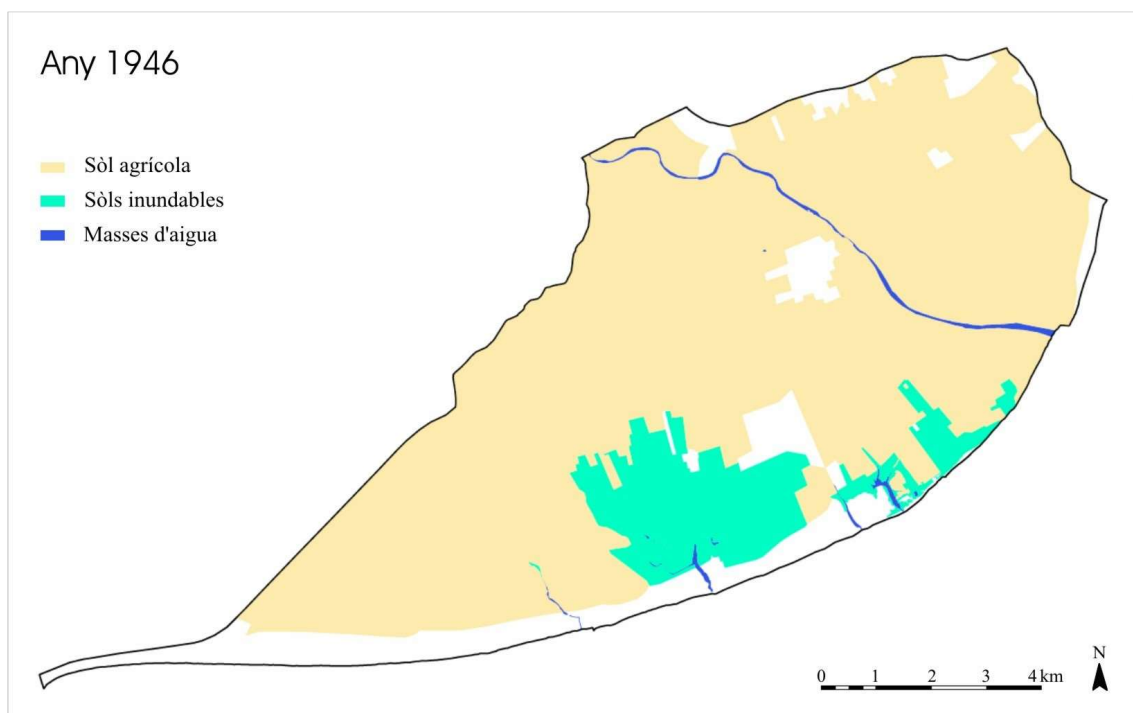 Any 1946
Sòl agrícola
Sòls inundables
Masses d'aigua
N
0 1 2 3 4 km